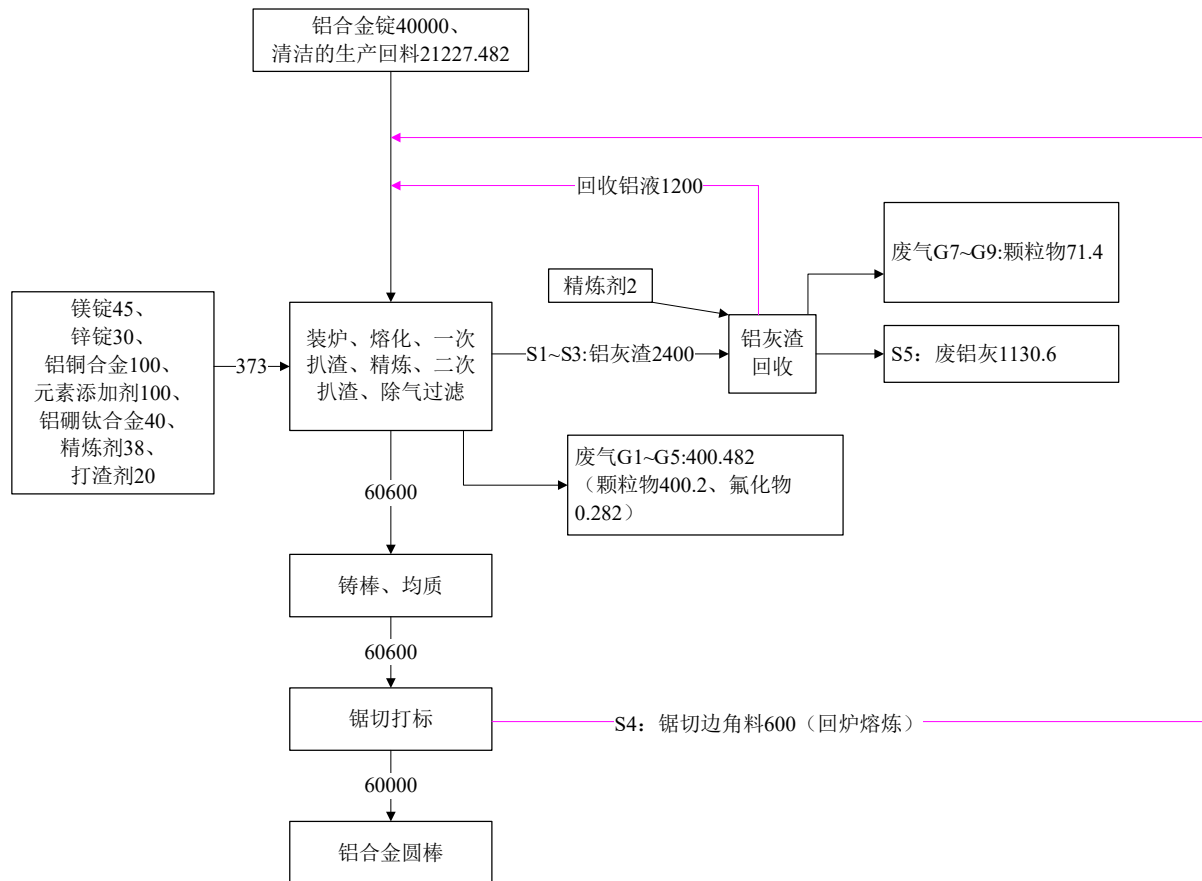 铝合金锭40000、
清洁的生产回料21227.482
回收铝液1200
废气G7~G9:颗粒物71.4
精炼剂2
镁锭45、
锌锭30、
铝铜合金100、
元素添加剂100、
铝硼钛合金40、
精炼剂38、
打渣剂20
373
装炉、熔化、一次
扒渣、精炼、二次
扒渣、除气过滤
S1~S3:铝灰渣2400
铝灰渣
回收
S5：废铝灰1130.6
废气G1~G5:400.482
（颗粒物400.2、氟化物
0.282）
60600
铸棒、均质
60600
锯切打标
S4：锯切边角料600（回炉熔炼）
60000
铝合金圆棒